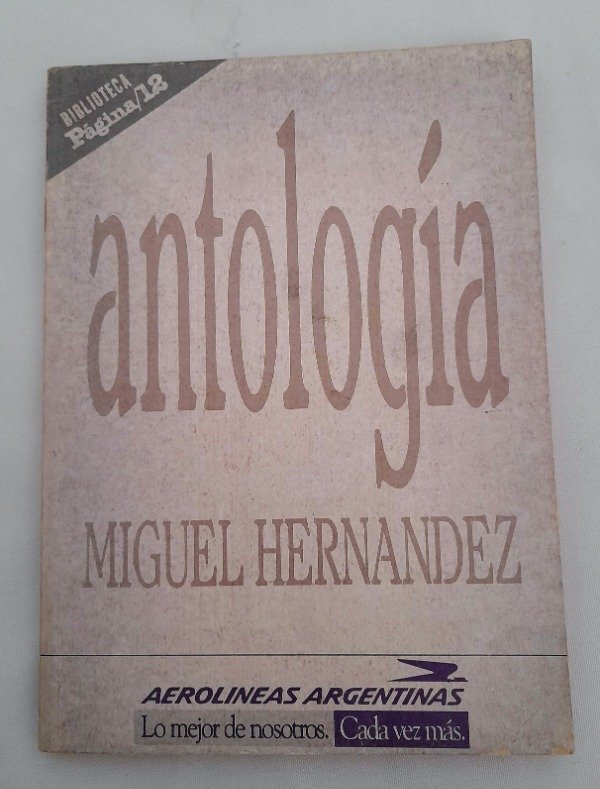 BIBLIOTECA
Página/12
antología
MIGUEL HERNANDEZ
AEROLINEAS ARGENTINAS
Lo mejor de nosotros. Cada vez más.